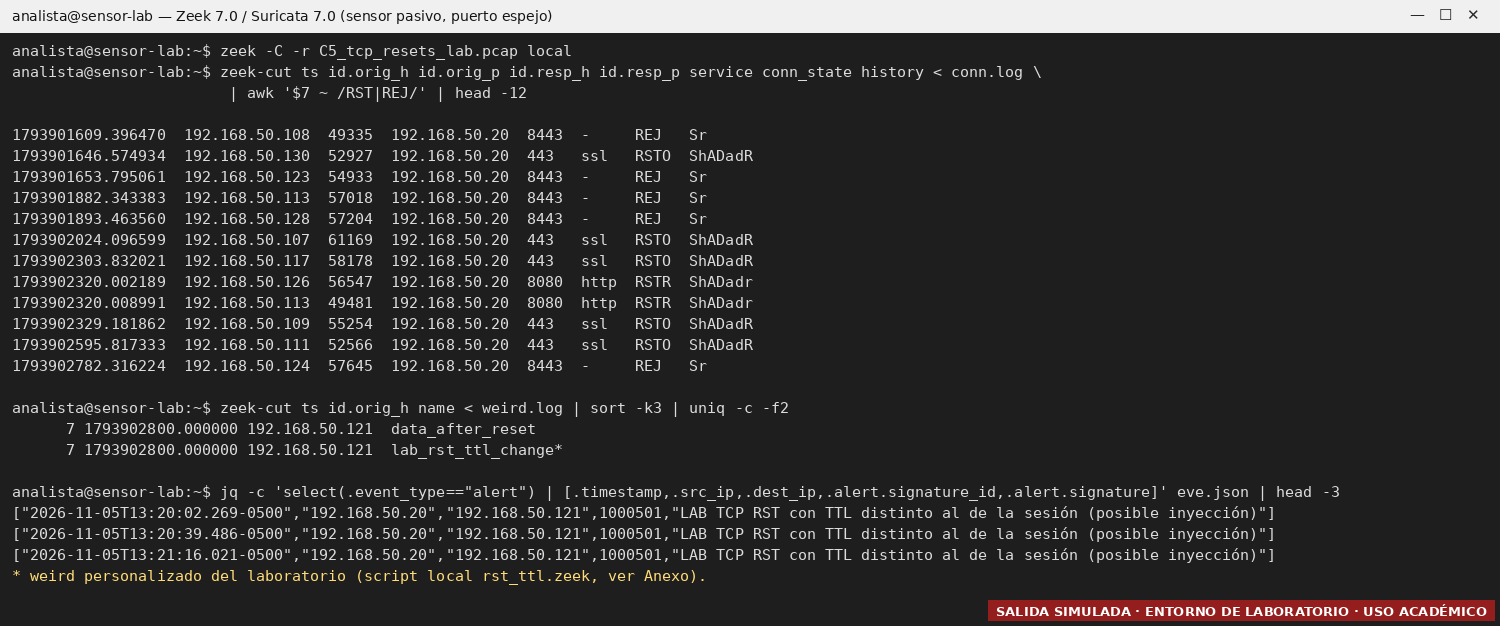 analista@sensor-lab — Zeek 7.0 / Suricata 7.0 (sensor pasivo, puerto espejo)
analista@sensor-lab:~$ zeek -C -r C5_tcp_resets_lab.pcap local
analista@sensor-lab:~$ zeek-cut ts id.orig_h id.orig_p id.resp_h id.resp_p service conn_state history < conn.log \
| awk '$7 ~ /RST|REJ/' | head -12
1793901609.396470  192.168.50.108  49335  192.168.50.20  8443  -     REJ   Sr
1793901646.574934  192.168.50.130  52927  192.168.50.20  443   ssl   RSTO  ShADadR
1793901653.795061  192.168.50.123  54933  192.168.50.20  8443  -     REJ   Sr
1793901882.343383  192.168.50.113  57018  192.168.50.20  8443  -     REJ   Sr
1793901893.463560  192.168.50.128  57204  192.168.50.20  8443  -     REJ   Sr
1793902024.096599  192.168.50.107  61169  192.168.50.20  443   ssl   RSTO  ShADadR
1793902303.832021  192.168.50.117  58178  192.168.50.20  443   ssl   RSTO  ShADadR
1793902320.002189  192.168.50.126  56547  192.168.50.20  8080  http  RSTR  ShADadr
1793902320.008991  192.168.50.113  49481  192.168.50.20  8080  http  RSTR  ShADadr
1793902329.181862  192.168.50.109  55254  192.168.50.20  443   ssl   RSTO  ShADadR
1793902595.817333  192.168.50.111  52566  192.168.50.20  443   ssl   RSTO  ShADadR
1793902782.316224  192.168.50.124  57645  192.168.50.20  8443  -     REJ   Sr
analista@sensor-lab:~$ zeek-cut ts id.orig_h name < weird.log | sort -k3 | uniq -c -f2
7 1793902800.000000 192.168.50.121  data_after_reset
7 1793902800.000000 192.168.50.121  lab_rst_ttl_change*
analista@sensor-lab:~$ jq -c 'select(.event_type=="alert") | [.timestamp,.src_ip,.dest_ip,.alert.signature_id,.alert.signature]' eve.json | head -3
["2026-11-05T13:20:02.269-0500","192.168.50.20","192.168.50.121",1000501,"LAB TCP RST con TTL distinto al de la sesión (posible inyección)"]
["2026-11-05T13:20:39.486-0500","192.168.50.20","192.168.50.121",1000501,"LAB TCP RST con TTL distinto al de la sesión (posible inyección)"]
["2026-11-05T13:21:16.021-0500","192.168.50.20","192.168.50.121",1000501,"LAB TCP RST con TTL distinto al de la sesión (posible inyección)"]
* weird personalizado del laboratorio (script local rst_ttl.zeek, ver Anexo).
SALIDA SIMULADA · ENTORNO DE LABORATORIO · USO ACADÉMICO